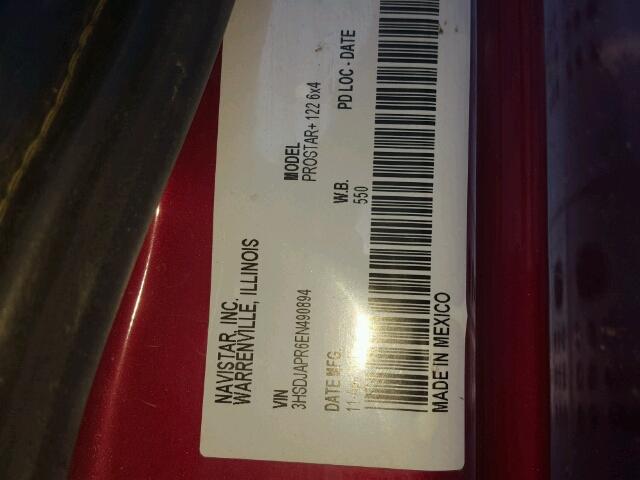 NAVISTAR, INC.
WARRENVILLE, ILLINOIS
VIN
3HSDJAPR6EN490894
MODEL
PROSTAR+ 122 6x4
DATE MFG.
W.B.
550
PD LOC - DATE
MADE IN MEXICO